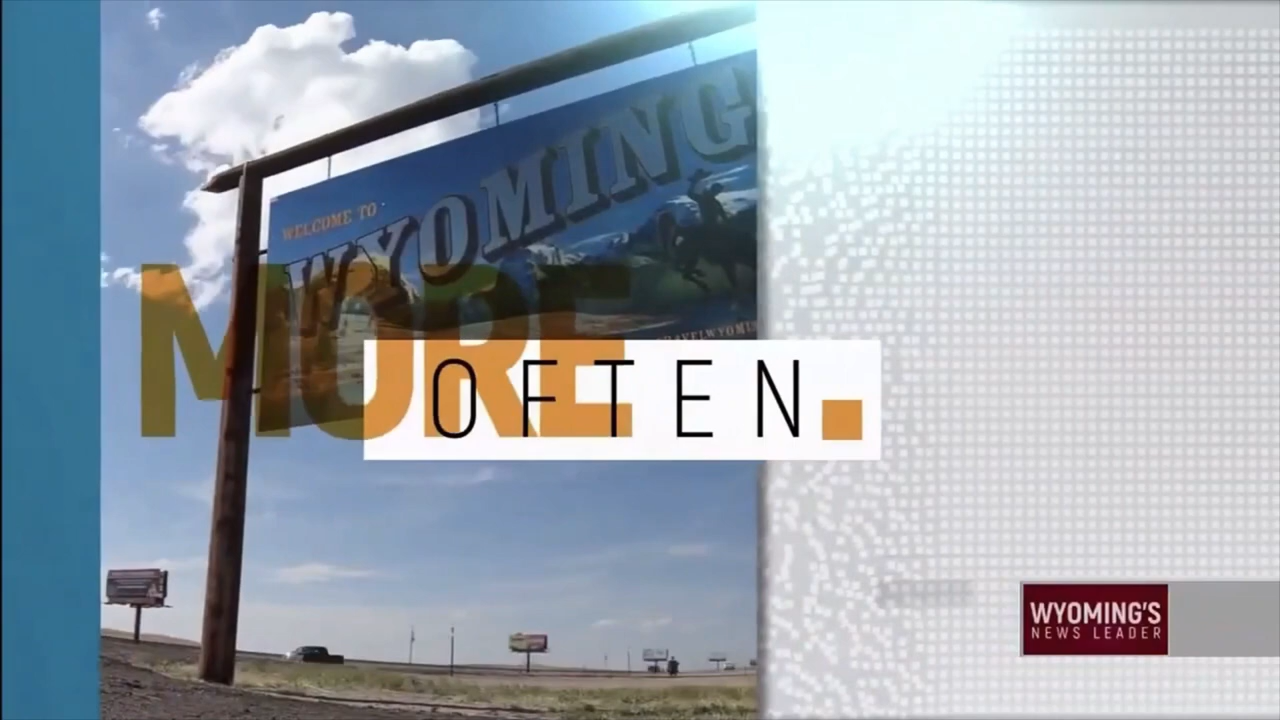 WELCOME TO
WYOMING
MORE
OFTEN.
WYOMING'S
NEWS LEADER